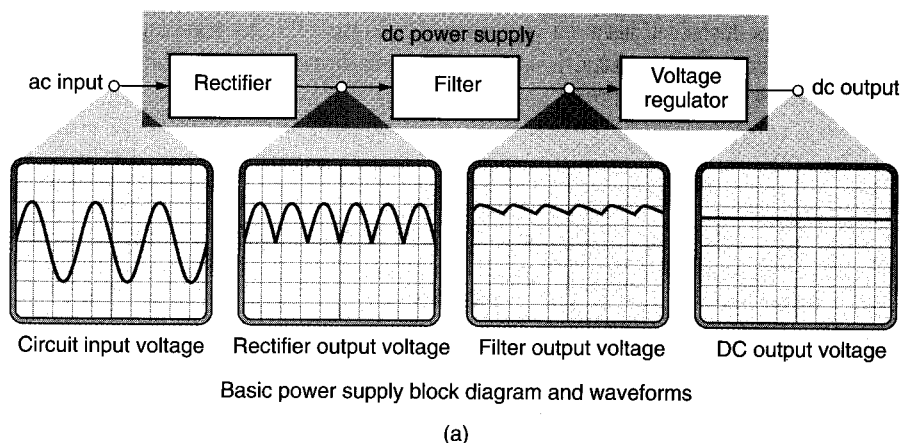 dc power supply
ac input
Rectifier
Filter
Voltage
regulator
dc output
Circuit input voltage
Rectifier output voltage
Filter output voltage
DC output voltage
Basic power supply block diagram and waveforms
(a)